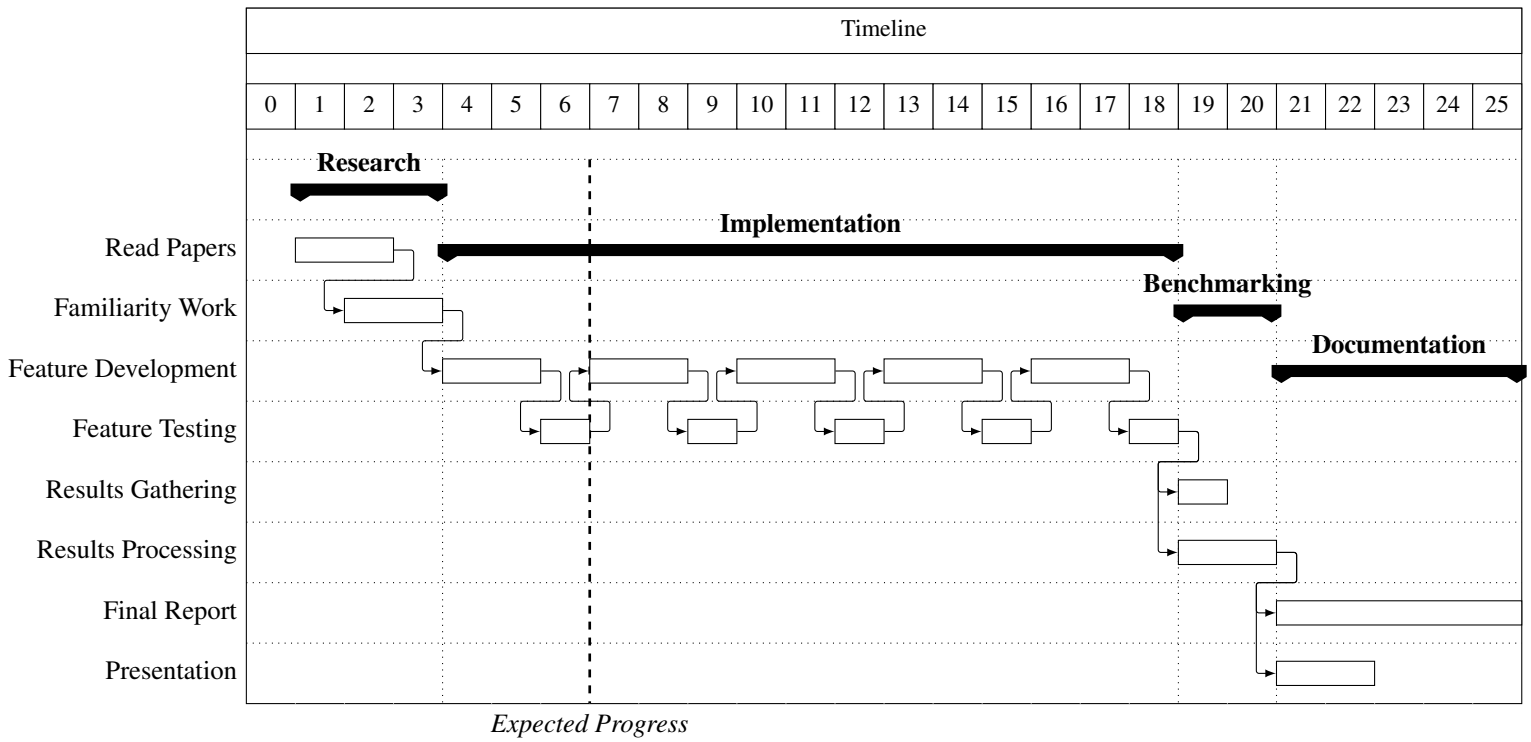 Timeline
0 1 2 3 4 5 6 7 8 9 10 11 12 13 14 15 16 17 18 19 20 21 22 23 24 25
Research
Implementation
Read Papers
Benchmarking
Familiarity Work
Documentation
Feature Development
Feature Testing
Results Gathering
Results Processing
Final Report
Presentation
Expected Progress